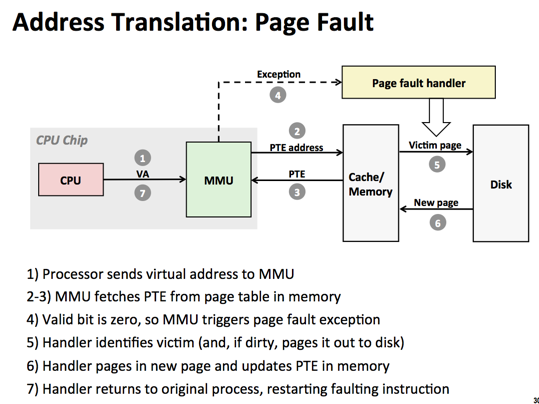 Address Translation: Page Fault
Exception
4
Page fault handler
CPU Chip
2
1
PTE address
Victim page
VA
5
CPU
MMU
PTE
Cache/
Memory
Disk
7
3
New page
6
1) Processor sends virtual address to MMU
2-3) MMU fetches PTE from page table in memory
4) Valid bit is zero, so MMU triggers page fault exception
5) Handler identifies victim (and, if dirty, pages it out to disk)
6) Handler pages in new page and updates PTE in memory
7) Handler returns to original process, restarting faulting instruction
30